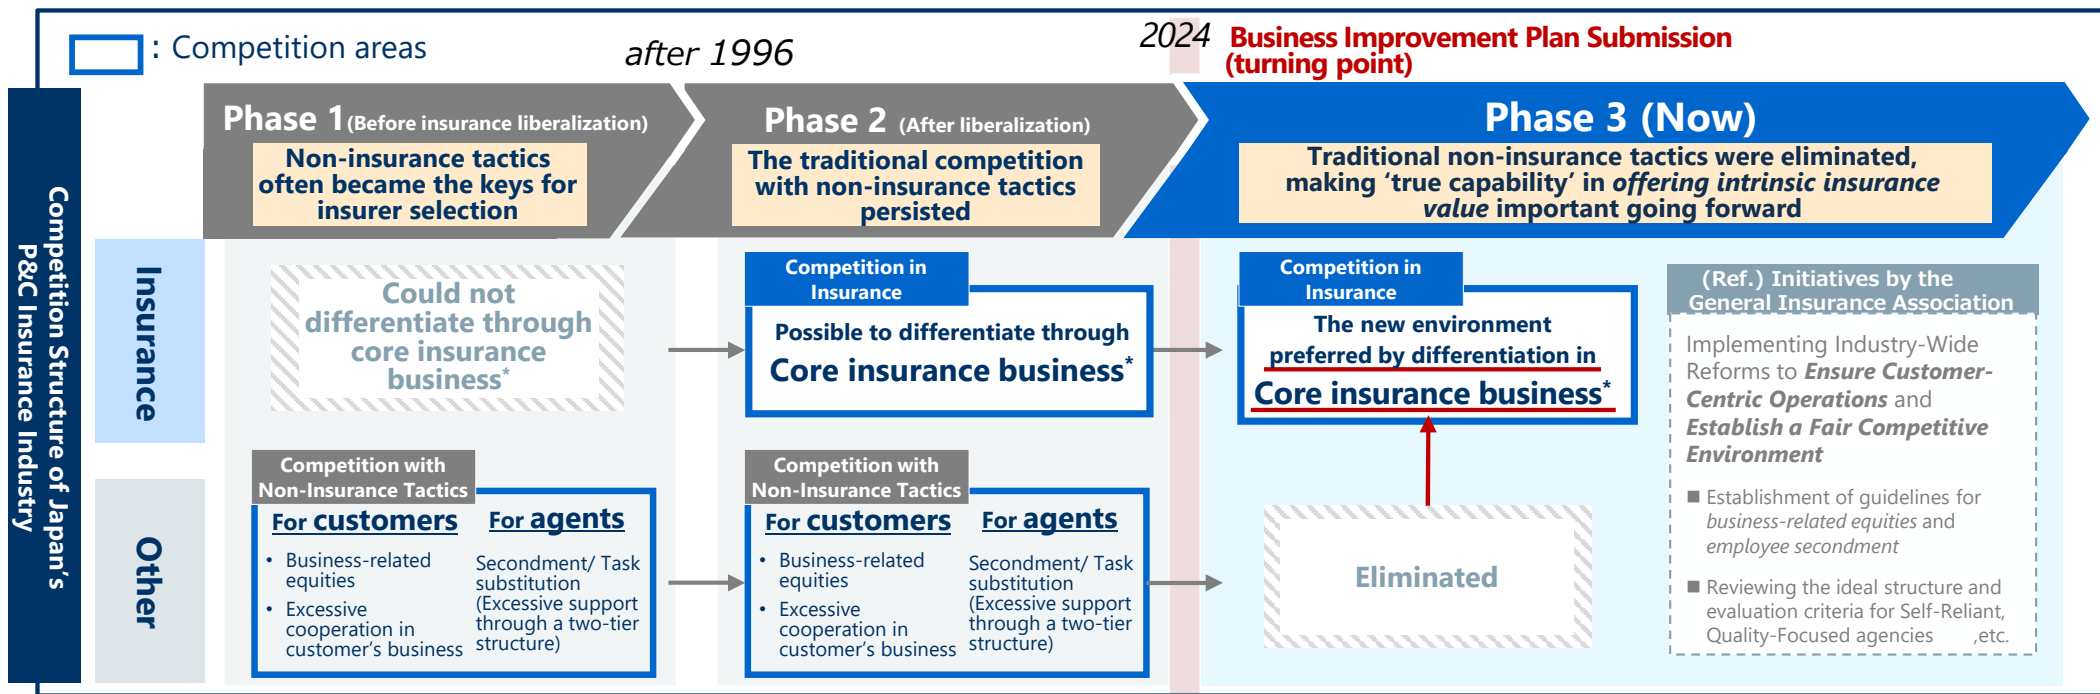 : Competition areas
after 1996
2024 Business Improvement Plan Submission
(turning point)
Competition Structure of Japan's
P&C Insurance Industry
Phase 1 (Before insurance liberalization)
Non-insurance tactics
often became the keys for
insurer selection
Phase 2 (After liberalization)
The traditional competition
with non-insurance tactics
persisted
Phase 3 (Now)
Traditional non-insurance tactics were eliminated,
making ‘true capability’ in offering intrinsic insurance
value important going forward
Insurance
Could not
differentiate through
core insurance
business*
Competition in
Insurance
Possible to differentiate through
Core insurance business*
Competition in
Insurance
The new environment
preferred by differentiation in
Core insurance business*
(Ref.) Initiatives by the
General Insurance Association
Implementing Industry-Wide
Reforms to Ensure Customer-
Centric Operations and
Establish a Fair Competitive
Environment
■ Establishment of guidelines for
business-related equities and
employee secondment
■ Reviewing the ideal structure and
evaluation criteria for Self-Reliant,
Quality-Focused agencies ,etc.
Other
Competition with
Non-Insurance Tactics
For customers
• Business-related
equities
• Excessive
cooperation in
customer's business
For agents
Secondment/ Task
substitution
(Excessive support
through a two-tier
structure)
Competition with
Non-Insurance Tactics
For customers
• Business-related
equities
• Excessive
cooperation in
customer's business
For agents
Secondment/ Task
substitution
(Excessive support
through a two-tier
structure)
Eliminated